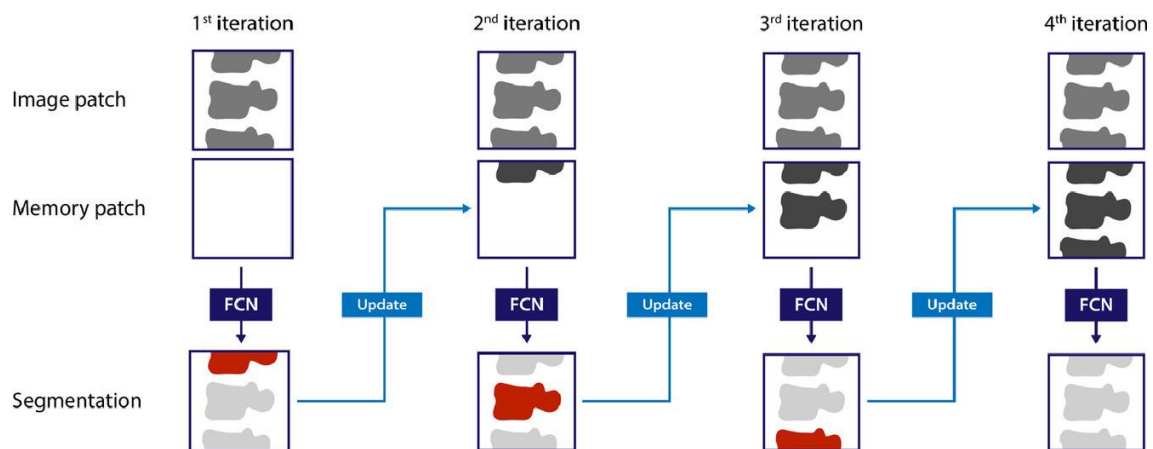 1st iteration
2nd iteration
3rd iteration
4th iteration
Image patch
Memory patch
FCN
Update
FCN
Update
FCN
Update
FCN
Segmentation